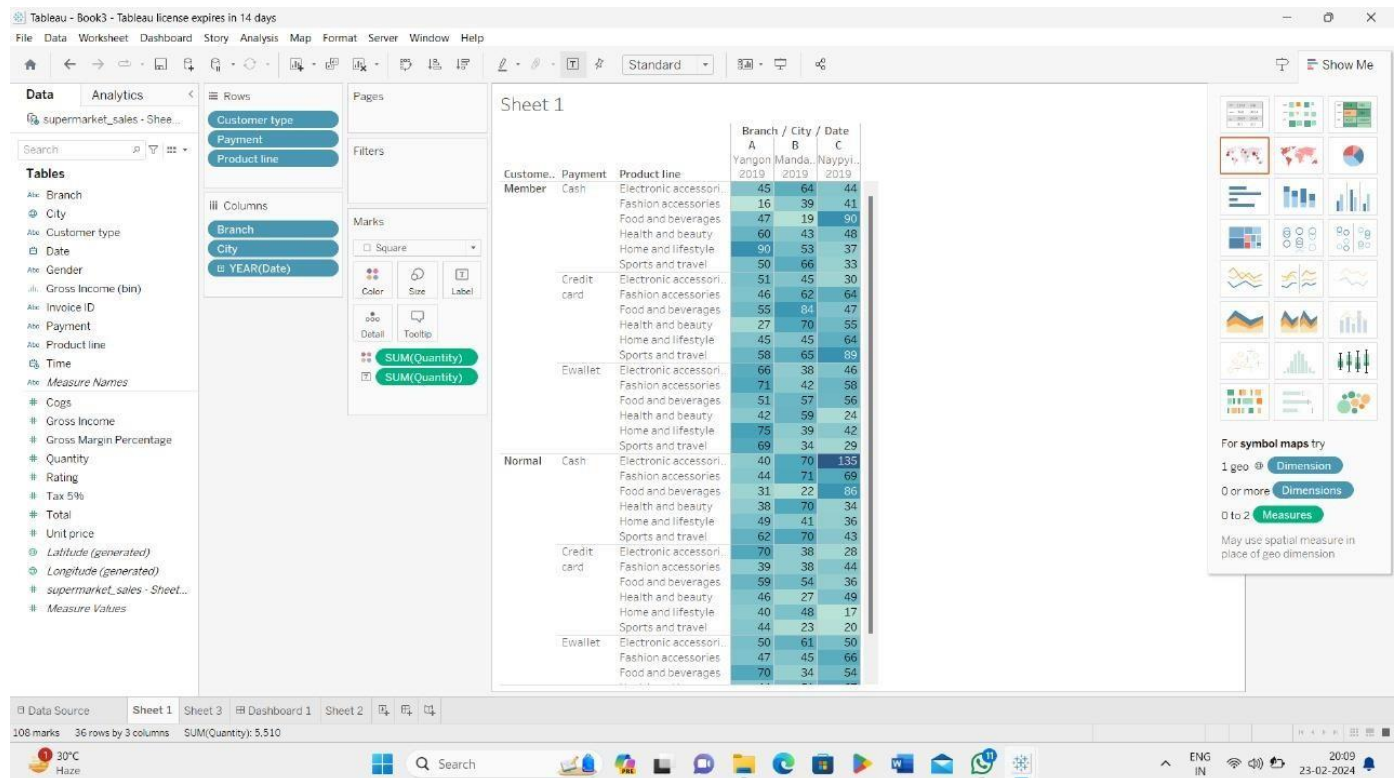 Tableau - Book3 - Tableau license expires in 14 days
File Data Worksheet Dashboard Story Analysis Map Format Server Window Help
Standard
Show Me
Data Analytics
supermarket_sales - Shee...
Search
Tables
Abc Branch
City
Abc Customer type
Date
Abc Gender
Gross Income (bin)
Abc Invoice ID
Abc Payment
Abc Product line
Time
Abc Measure Names
# Cogs
# Gross Income
# Gross Margin Percentage
# Quantity
# Rating
# Tax 5%
# Total
# Unit price
Latitude (generated)
Longitude (generated)
# supermarket_sales - Sheet...
# Measure Values
Rows
Customer type
Payment
Product line
Columns
Branch
City
YEAR(Date)
Pages
Filters
Marks
Square
Color Size Label
Detail Tooltip
SUM(Quantity)
SUM(Quantity)
Sheet 1
Branch / City / Date
A B C
Yangon Manda.. Naypyi..
Custome.. Payment Product line 2019 2019 2019
Member Cash Electronic accessori.. 45 64 44
Fashion accessories 16 39 41
Food and beverages 47 19 90
Health and beauty 60 43 48
Home and lifestyle 90 53 37
Sports and travel 50 66 33
Credit card Electronic accessori.. 51 45 30
Fashion accessories 46 62 64
Food and beverages 55 84 47
Health and beauty 27 70 55
Home and lifestyle 45 45 64
Sports and travel 58 65 89
Ewallet Electronic accessori.. 66 38 46
Fashion accessories 71 42 58
Food and beverages 51 57 56
Health and beauty 42 59 24
Home and lifestyle 75 39 42
Sports and travel 69 34 29
Normal Cash Electronic accessori.. 40 70 135
Fashion accessories 44 71 69
Food and beverages 31 22 86
Health and beauty 38 70 34
Home and lifestyle 49 41 36
Sports and travel 62 70 43
Credit card Electronic accessori.. 70 38 28
Fashion accessories 39 38 44
Food and beverages 59 54 36
Health and beauty 46 27 49
Home and lifestyle 40 48 17
Sports and travel 44 23 20
Ewallet Electronic accessori.. 50 61 50
Fashion accessories 47 45 66
Food and beverages 70 34 54
For symbol maps try
1 geo Dimension
0 or more Dimensions
0 to 2 Measures
May use spatial measure in
place of geo dimension
Data Source Sheet 1 Sheet 3 Dashboard 1 Sheet 2
108 marks 36 rows by 3 columns SUM(Quantity): 5,510
1 30°C
Haze
Search
ENG
IN
20:09
23-02-2024